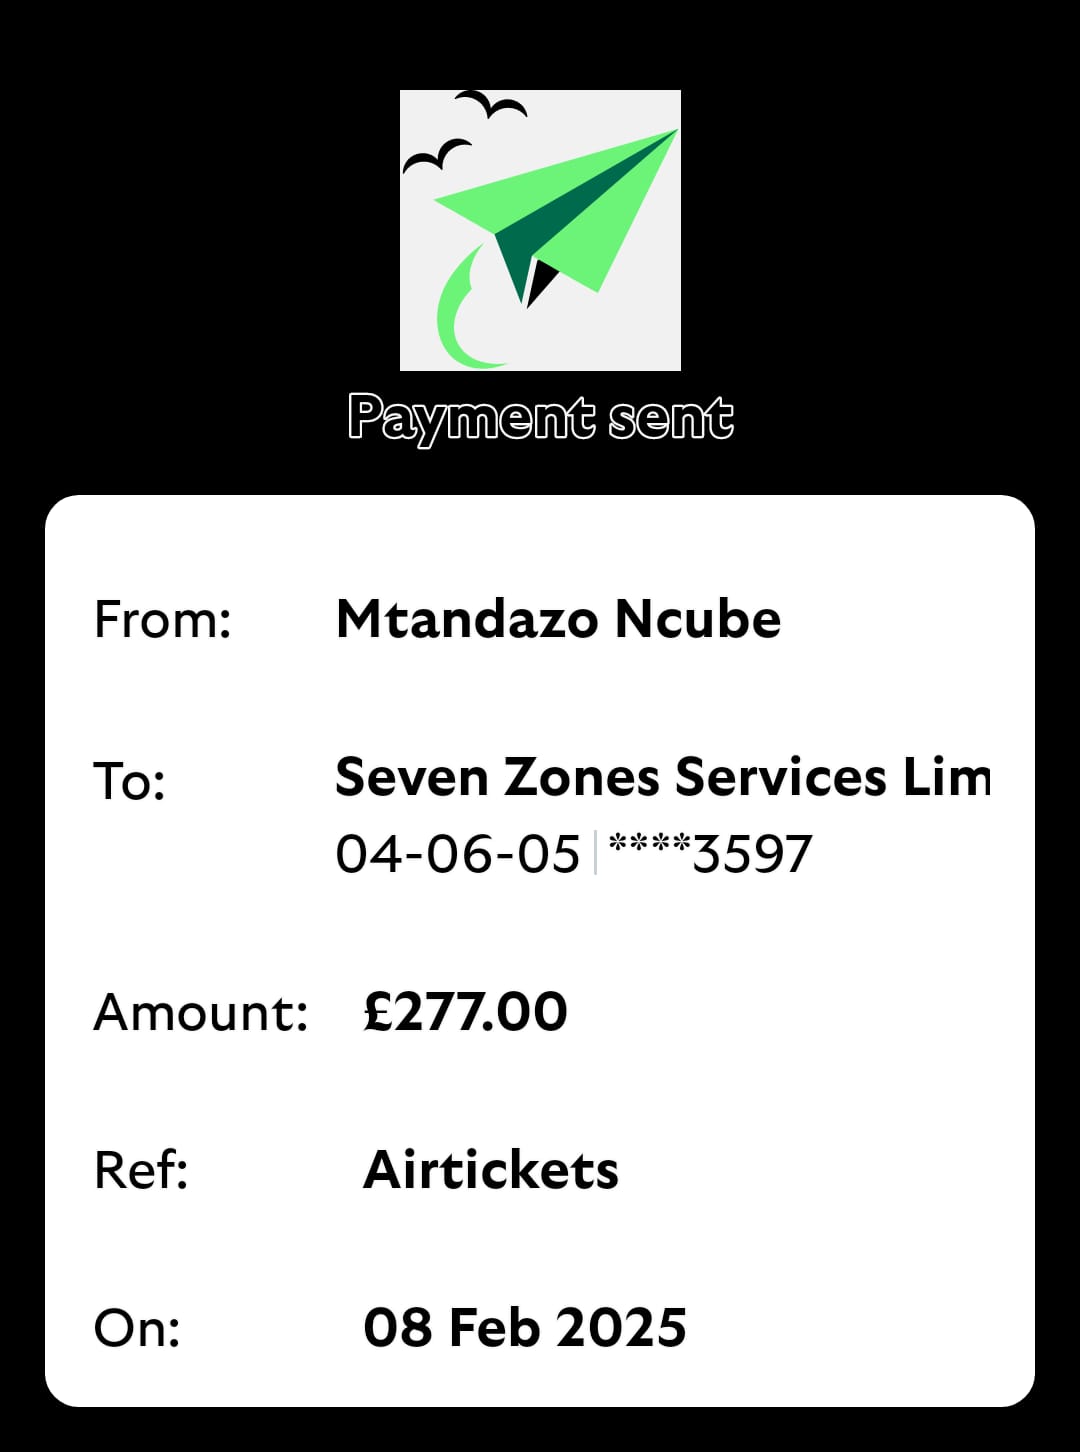 Payment sent
From: Mtandazo Ncube
To: Seven Zones Services Lim
04-06-05 | ****3597
Amount: £277.00
Ref: Airtickets
On: 08 Feb 2025